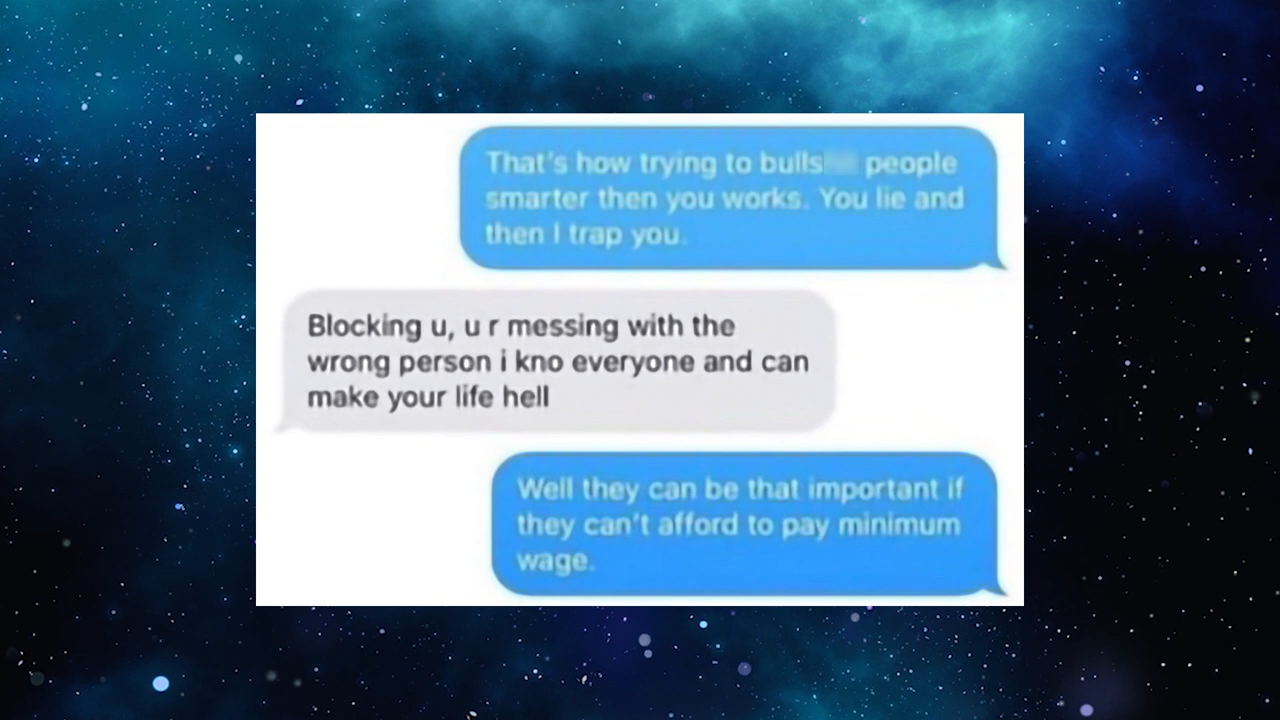 That's how trying to bulls people
smarter then you works. You lie and
then I trap you.
Blocking u, u r messing with the
wrong person i kno everyone and can
make your life hell
Well they can be that important if
they can't afford to pay minimum
wage.